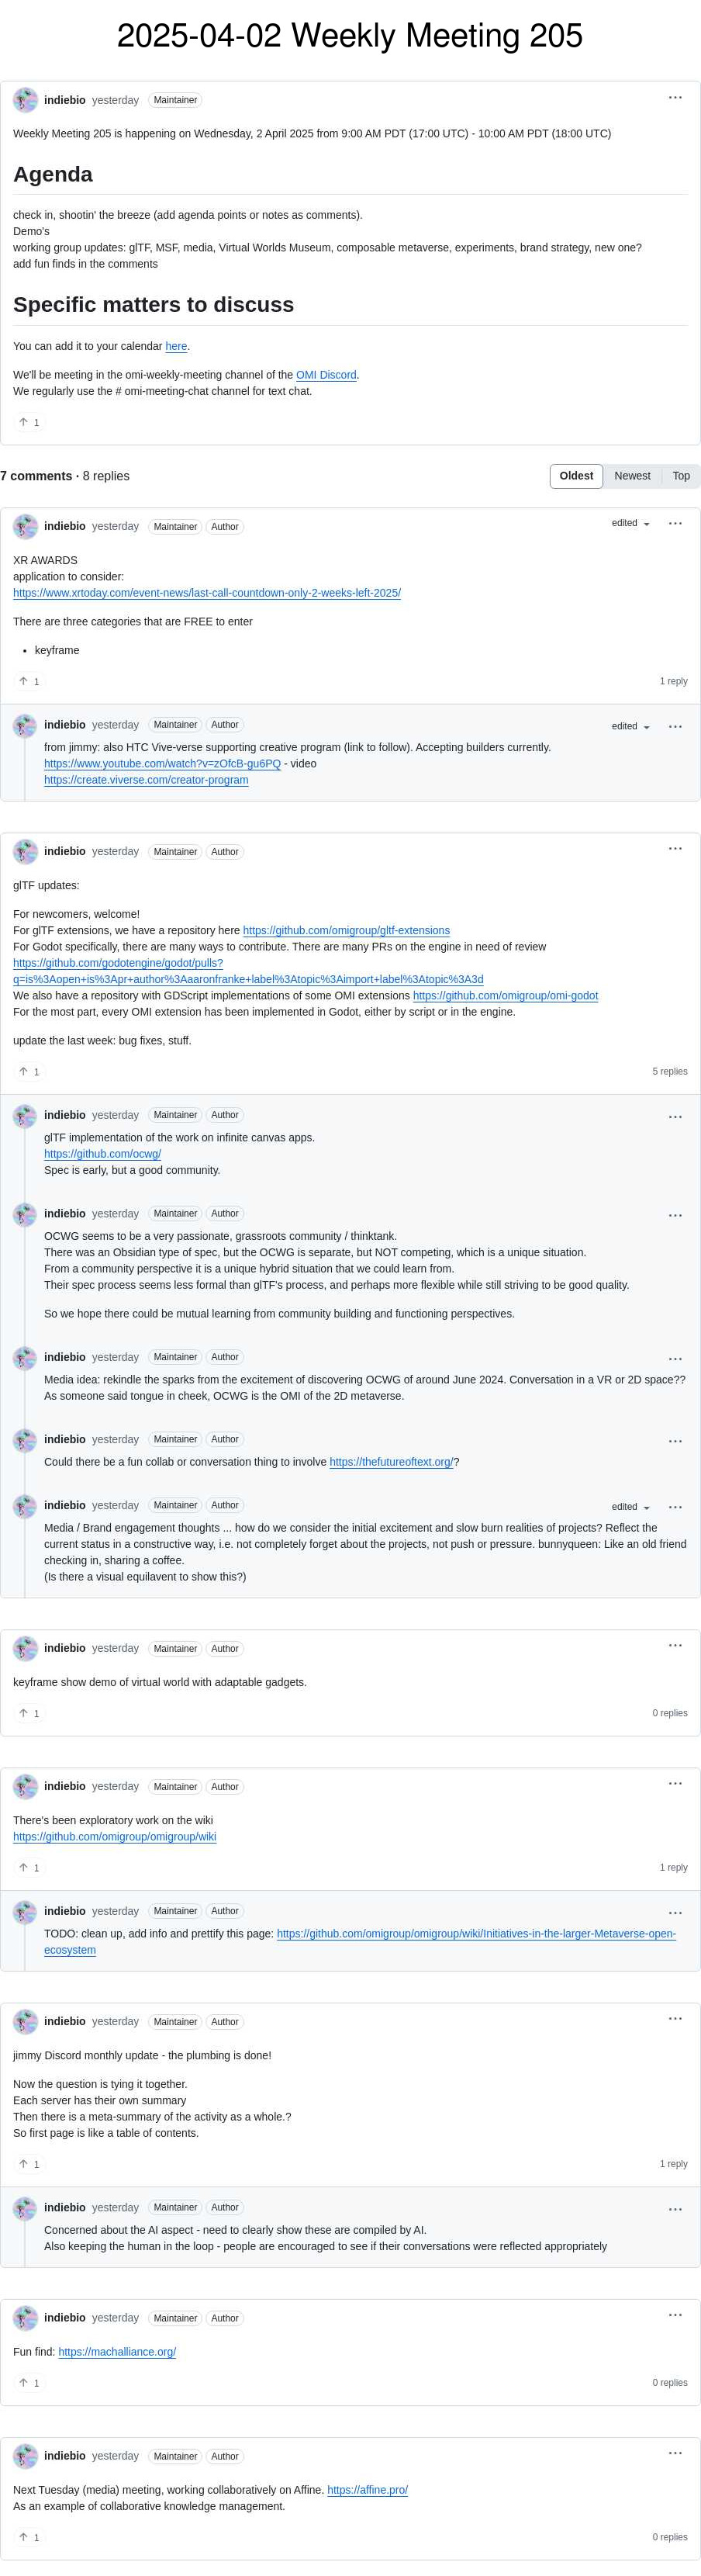 2025-04-02 Weekly Meeting 205
indiebio yesterday Maintainer
Weekly Meeting 205 is happening on Wednesday, 2 April 2025 from 9:00 AM PDT (17:00 UTC) - 10:00 AM PDT (18:00 UTC)
Agenda
check in, shootin' the breeze (add agenda points or notes as comments).
Demo's
working group updates: glTF, MSF, media, Virtual Worlds Museum, composable metaverse, experiments, brand strategy, new one?
add fun finds in the comments
Specific matters to discuss
You can add it to your calendar here.
We'll be meeting in the omi-weekly-meeting channel of the OMI Discord.
We regularly use the # omi-meeting-chat channel for text chat.
↑ 1
7 comments · 8 replies
Oldest Newest Top
indiebio yesterday Maintainer Author edited
XR AWARDS
application to consider:
https://www.xrtoday.com/event-news/last-call-countdown-only-2-weeks-left-2025/
There are three categories that are FREE to enter
• keyframe
↑ 1 1 reply
indiebio yesterday Maintainer Author edited
from jimmy: also HTC Vive-verse supporting creative program (link to follow). Accepting builders currently.
https://www.youtube.com/watch?v=zOfcB-gu6PQ - video
https://create.viverse.com/creator-program
indiebio yesterday Maintainer Author
glTF updates:
For newcomers, welcome!
For glTF extensions, we have a repository here https://github.com/omigroup/gltf-extensions
For Godot specifically, there are many ways to contribute. There are many PRs on the engine in need of review
https://github.com/godotengine/godot/pulls?
q=is%3Aopen+is%3Apr+author%3Aaaronfranke+label%3Atopic%3Aimport+label%3Atopic%3A3d
We also have a repository with GDScript implementations of some OMI extensions https://github.com/omigroup/omi-godot
For the most part, every OMI extension has been implemented in Godot, either by script or in the engine.
update the last week: bug fixes, stuff.
↑ 1 5 replies
indiebio yesterday Maintainer Author
glTF implementation of the work on infinite canvas apps.
https://github.com/ocwg/
Spec is early, but a good community.
indiebio yesterday Maintainer Author
OCWG seems to be a very passionate, grassroots community / thinktank.
There was an Obsidian type of spec, but the OCWG is separate, but NOT competing, which is a unique situation.
From a community perspective it is a unique hybrid situation that we could learn from.
Their spec process seems less formal than glTF's process, and perhaps more flexible while still striving to be good quality.
So we hope there could be mutual learning from community building and functioning perspectives.
indiebio yesterday Maintainer Author
Media idea: rekindle the sparks from the excitement of discovering OCWG of around June 2024. Conversation in a VR or 2D space??
As someone said tongue in cheek, OCWG is the OMI of the 2D metaverse.
indiebio yesterday Maintainer Author
Could there be a fun collab or conversation thing to involve https://thefutureoftext.org/?
indiebio yesterday Maintainer Author edited
Media / Brand engagement thoughts ... how do we consider the initial excitement and slow burn realities of projects? Reflect the
current status in a constructive way, i.e. not completely forget about the projects, not push or pressure. bunnyqueen: Like an old friend
checking in, sharing a coffee.
(Is there a visual equilavent to show this?)
indiebio yesterday Maintainer Author
keyframe show demo of virtual world with adaptable gadgets.
↑ 1 0 replies
indiebio yesterday Maintainer Author
There's been exploratory work on the wiki
https://github.com/omigroup/omigroup/wiki
↑ 1 1 reply
indiebio yesterday Maintainer Author
TODO: clean up, add info and prettify this page: https://github.com/omigroup/omigroup/wiki/Initiatives-in-the-larger-Metaverse-open-
ecosystem
indiebio yesterday Maintainer Author
jimmy Discord monthly update - the plumbing is done!
Now the question is tying it together.
Each server has their own summary
Then there is a meta-summary of the activity as a whole.?
So first page is like a table of contents.
↑ 1 1 reply
indiebio yesterday Maintainer Author
Concerned about the AI aspect - need to clearly show these are compiled by AI.
Also keeping the human in the loop - people are encouraged to see if their conversations were reflected appropriately
indiebio yesterday Maintainer Author
Fun find: https://machalliance.org/
↑ 1 0 replies
indiebio yesterday Maintainer Author
Next Tuesday (media) meeting, working collaboratively on Affine. https://affine.pro/
As an example of collaborative knowledge management.
↑ 1 0 replies